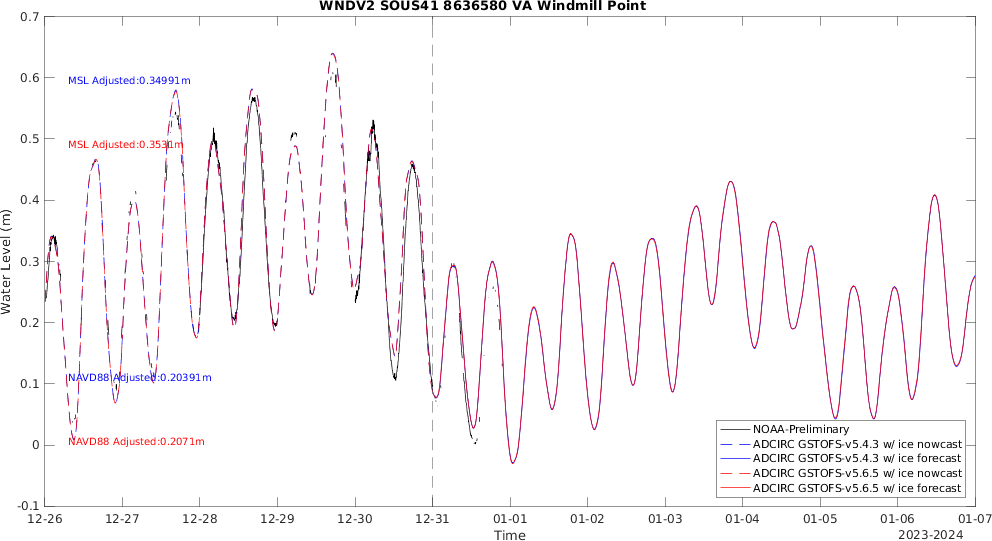 WNDV2 SOUS41 8636580 VA Windmill Point
0.7
0.6
0.5
0.4
0.3
0.2
0.1
0
-0.1
Water Level (m)
MSL Adjusted:0.34991m
MSL Adjusted:0.3531m
NAVD88 Adjusted:0.20391m
NAVD88 Adjusted:0.2071m
NOAA-Preliminary
ADCIRC GSTOFS-v5.4.3 w/ ice nowcast
ADCIRC GSTOFS-v5.4.3 w/ ice forecast
ADCIRC GSTOFS-v5.6.5 w/ ice nowcast
ADCIRC GSTOFS-v5.6.5 w/ ice forecast
12-26 12-27 12-28 12-29 12-30 12-31 01-01 01-02 01-03 01-04 01-05 01-06 01-07
Time
2023-2024